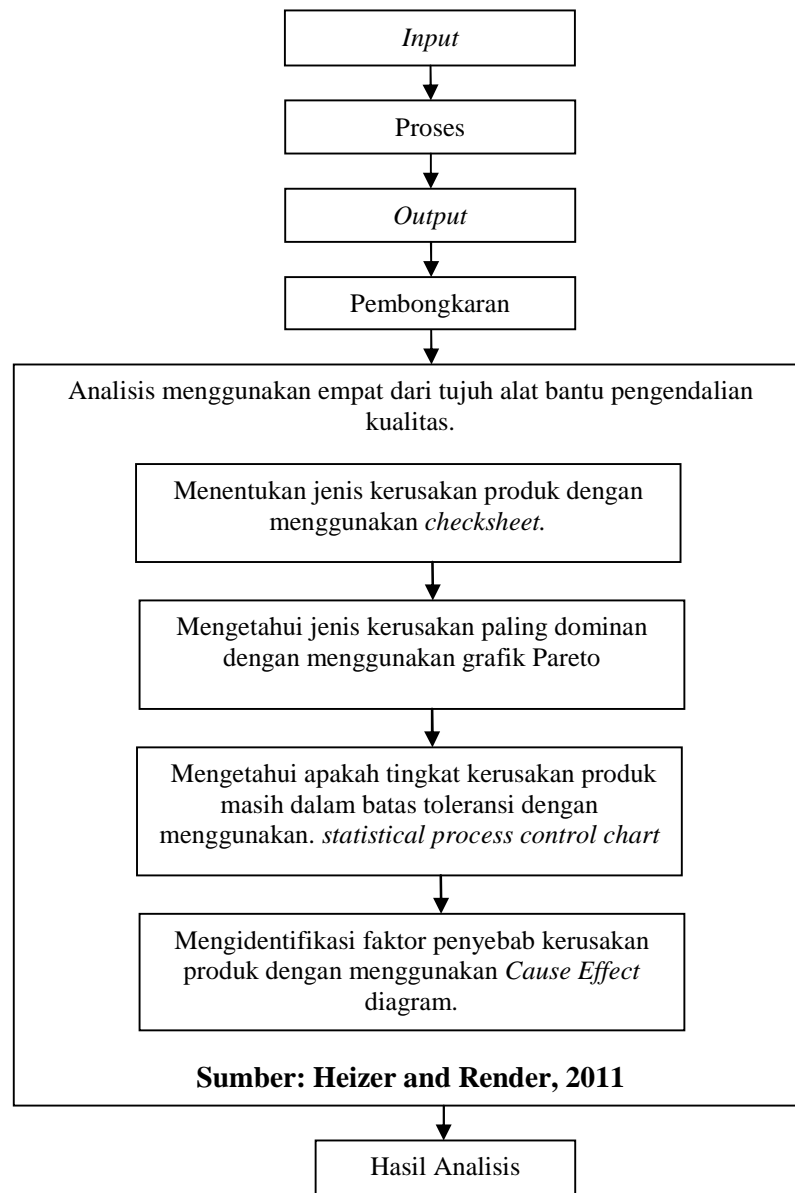 Input
Proses
Output
Pembongkaran
Analisis menggunakan empat dari tujuh alat bantu pengendalian
kualitas.
Menentukan jenis kerusakan produk dengan
menggunakan checksheet.
Mengetahui jenis kerusakan paling dominan
dengan menggunakan grafik Pareto
Mengetahui apakah tingkat kerusakan produk
masih dalam batas toleransi dengan
menggunakan. statistical process control chart
Mengidentifikasi faktor penyebab kerusakan
produk dengan menggunakan Cause Effect
diagram.
Sumber: Heizer and Render, 2011
Hasil Analisis